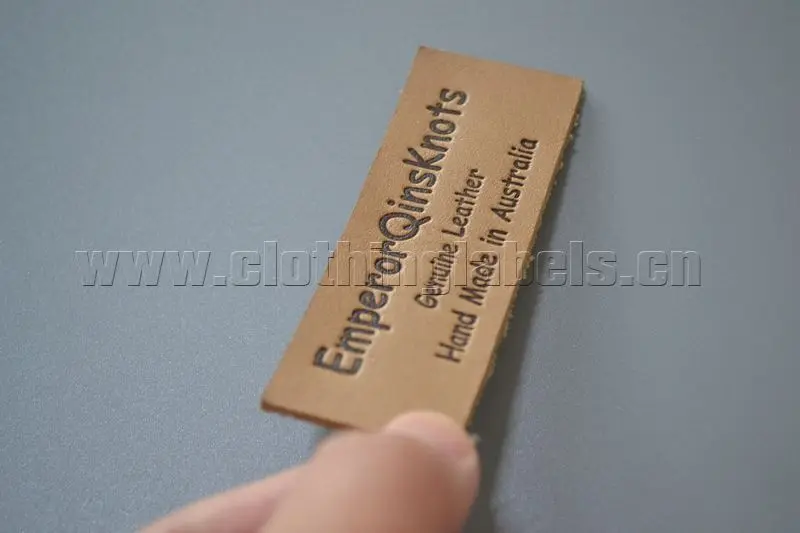 EmperorQinsKnots
Genuine Leather
Hand Made in Australia
www.clothinglabels.cn